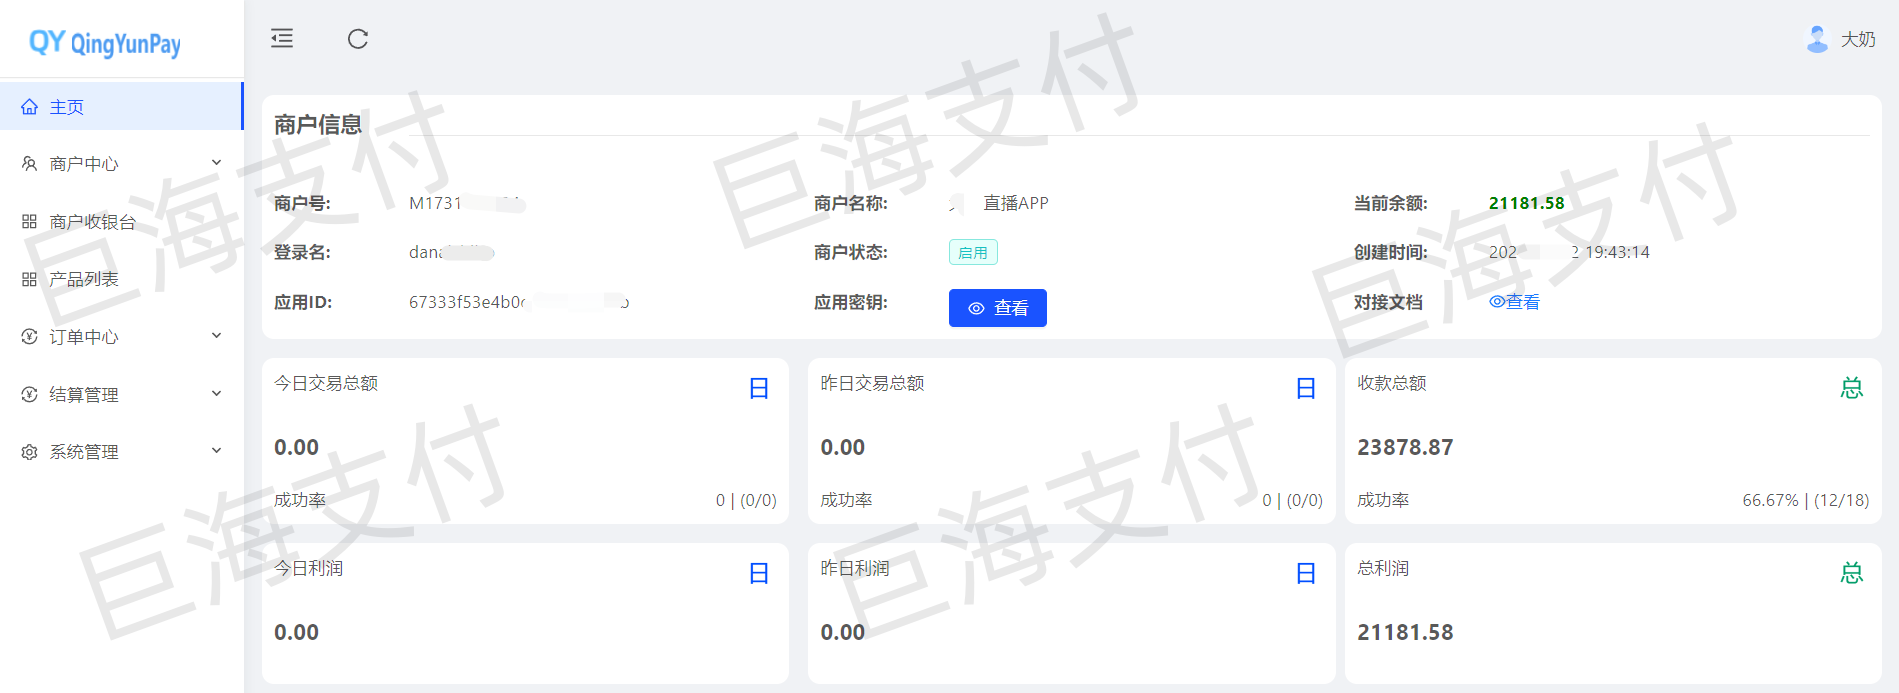 QY QingYunPay
大奶
主页
商户中心
商户收银台
产品列表
订单中心
结算管理
系统管理
商户信息
商户号: M1731
商户名称: 直播APP
当前余额: 21181.58
登录名: dana
商户状态: 启用
创建时间: 202 2 19:43:14
应用ID: 67333f53e4b0
应用密钥: 查看
对接文档 查看
今日交易总额 日
0.00
成功率 0 | (0/0)
昨日交易总额 日
0.00
成功率 0 | (0/0)
收款总额 总
23878.87
成功率 66.67% | (12/18)
今日利润 日
0.00
昨日利润 日
0.00
总利润 总
21181.58
巨海支付
巨海支付
巨海支付
巨海支付
巨海支付